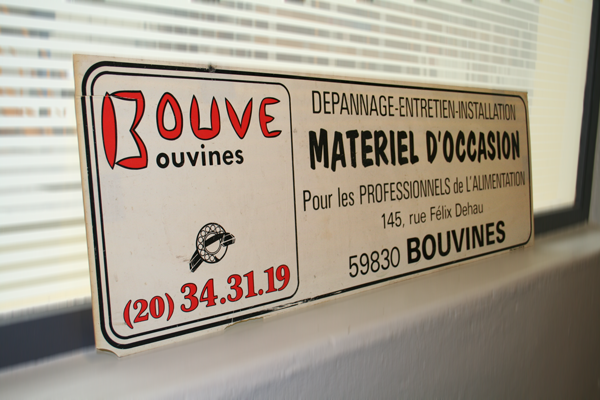 BOUVE
ouvines
(20) 34.31.19
DEPANNAGE-ENTRETIEN-INSTALLATION
MATERIEL D'OCCASION
Pour les PROFESSIONNELS de L'ALIMENTATION
145, rue Félix Dehau
59830 BOUVINES